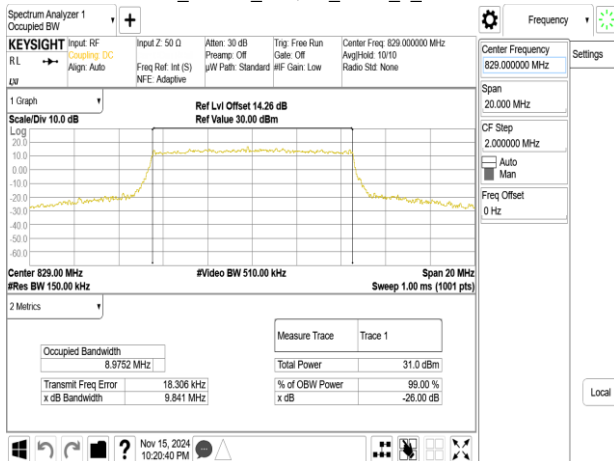 Spectrum Analyzer 1
Occupied BW
KEYSIGHT
RL
Input: RF
Coupling: DC
Align: Auto
Input Z: 50 Ω
Freq Ref: Int (S)
NFE: Adaptive
Atten: 30 dB
Preamp: Off
µW Path: Standard
Trig: Free Run
Gate: Off
#IF Gain: Low
Center Freq: 829.000000 MHz
Avg|Hold: 10/10
Radio Std: None
1 Graph
Scale/Div 10.0 dB
Ref Lvl Offset 14.26 dB
Ref Value 30.00 dBm
Log
20.0
10.0
0.00
-10.0
-20.0
-30.0
-40.0
-50.0
-60.0
Center 829.00 MHz
#Video BW 510.00 kHz
Span 20 MHz
#Res BW 150.00 kHz
Sweep 1.00 ms (1001 pts)
2 Metrics
Measure Trace Trace 1
Occupied Bandwidth
8.9752 MHz
Total Power 31.0 dBm
Transmit Freq Error 18.306 kHz
% of OBW Power 99.00 %
x dB Bandwidth 9.841 MHz
x dB -26.00 dB
Nov 15, 2024
10:20:40 PM
Frequency
Settings
Center Frequency
829.000000 MHz
Span
20.000 MHz
CF Step
2.000000 MHz
Auto
Man
Freq Offset
0 Hz
Local